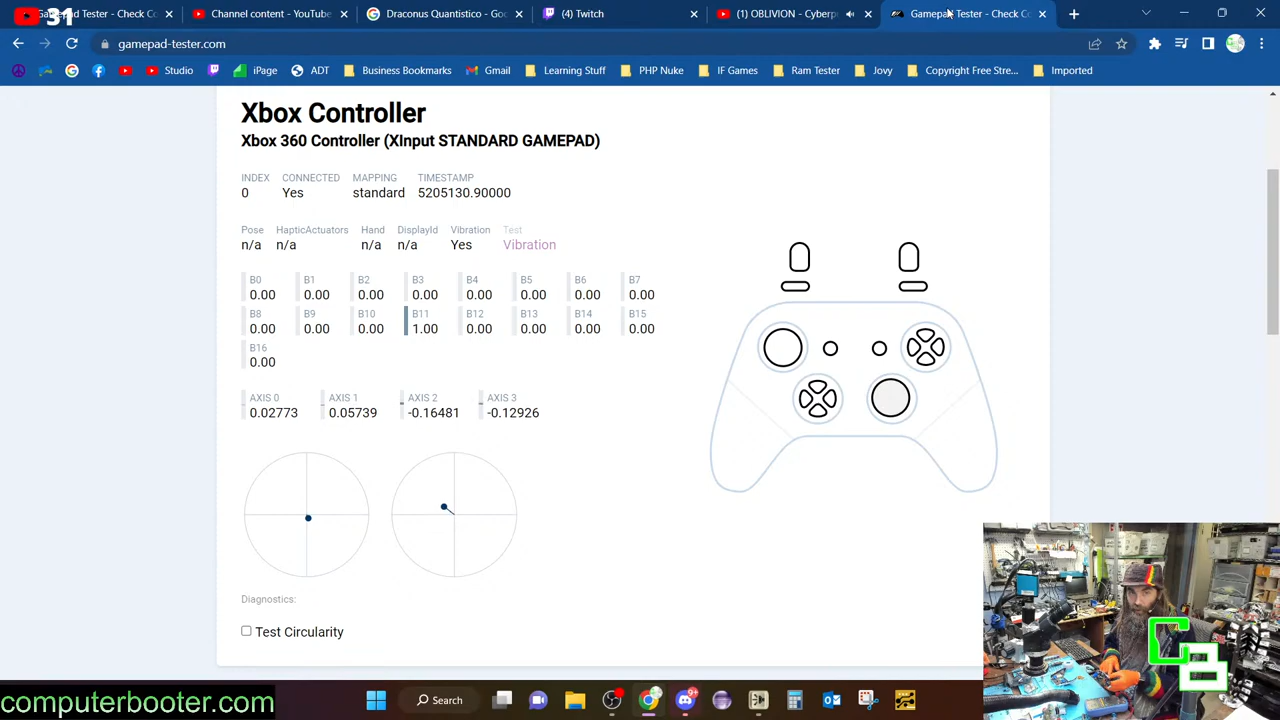 31
Gamepad Tester - Check Co
Channel content - YouTube
Draconus Quantistico - Goog
(4) Twitch
(1) OBLIVION - Cyberpr
Gamepad Tester - Check Co
gamepad-tester.com
Studio
iPage
ADT
Business Bookmarks
Gmail
Learning Stuff
PHP Nuke
IF Games
Ram Tester
Jovy
Copyright Free Stre...
Imported
Xbox Controller
Xbox 360 Controller (XInput STANDARD GAMEPAD)
INDEX CONNECTED MAPPING TIMESTAMP
0 Yes standard 5205130.90000
Pose HapticActuators Hand DisplayId Vibration Test
n/a n/a n/a n/a Yes Vibration
B0 B1 B2 B3 B4 B5 B6 B7
0.00 0.00 0.00 0.00 0.00 0.00 0.00 0.00
B8 B9 B10 B11 B12 B13 B14 B15
0.00 0.00 0.00 1.00 0.00 0.00 0.00 0.00
B16
0.00
AXIS 0 AXIS 1 AXIS 2 AXIS 3
0.02773 0.05739 -0.16481 -0.12926
Diagnostics:
Test Circularity
CB
computerbooter.com
Search
9+